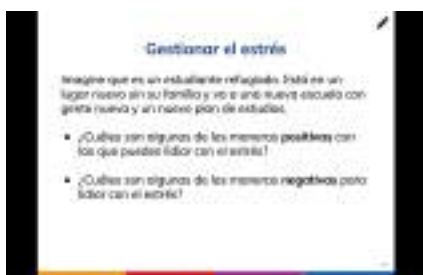 Gestionar el estrés
Imagine que es un estudiante refugiado. Está en un
lugar nuevo sin su familia y va a una nueva escuela con
gente nueva y un nuevo plan de estudios.
• ¿Cuáles son algunas de las maneras positivas con
las que puedes lidiar con el estrés?
• ¿Cuáles son algunas de las maneras negativas para
lidiar con el estrés?